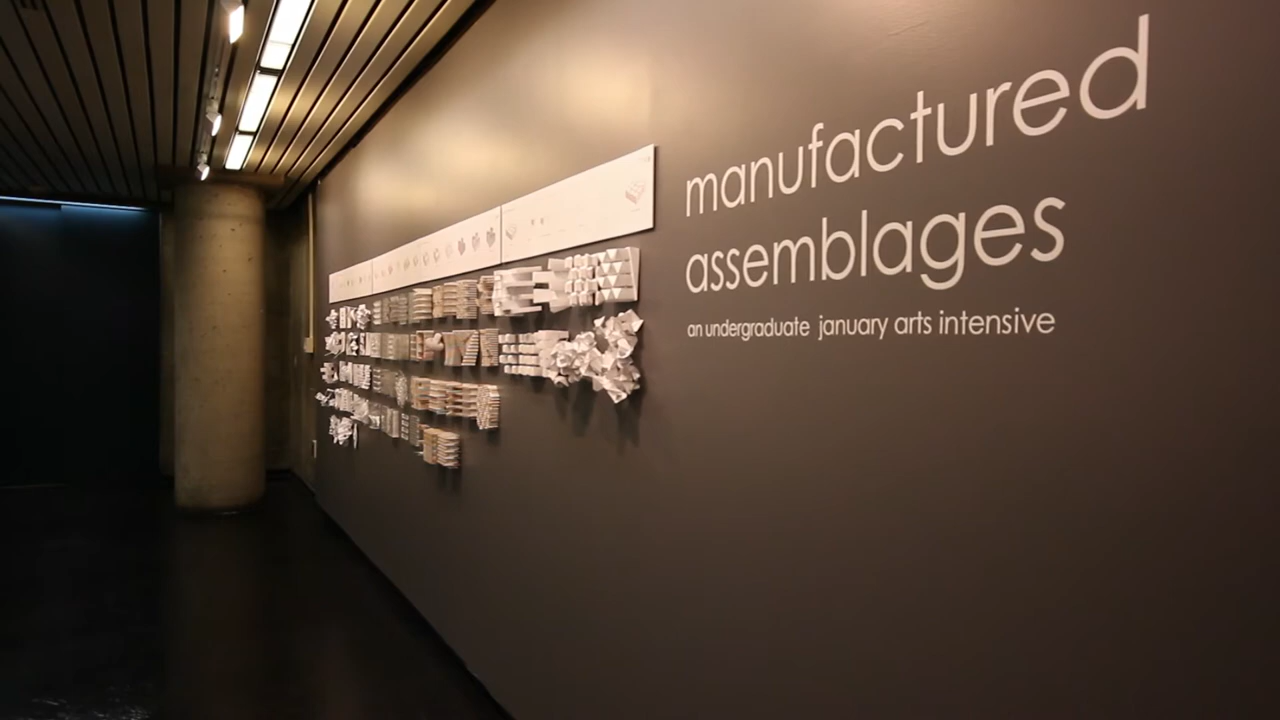 manufactured
assemblages
an undergraduate january arts intensive